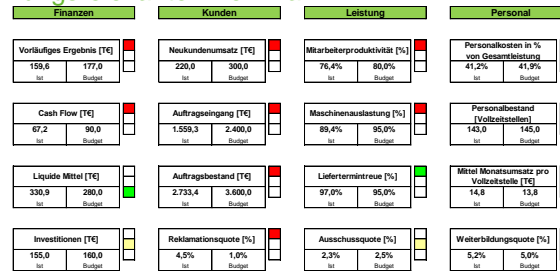 Finanzen Kunden Leistung Personal
Vorläufiges Ergebnis [T€] Neukundenumsatz [T€] Mitarbeiterproduktivität [%] Personalkosten in %
von Gesamtleistung
159,6 177,0 220,0 300,0 76,4% 80,0% 41,2% 41,9%
Ist Budget Ist Budget Ist Budget Ist Budget
Cash Flow [T€] Auftragseingang [T€] Maschinenauslastung [%] Personalbestand
[Vollzeitstellen]
67,2 90,0 1.559,3 2.400,0 89,4% 95,0% 143,0 145,0
Ist Budget Ist Budget Ist Budget Ist Budget
Liquide Mittel [T€] Auftragsbestand [T€] Liefertermintreue [%] Mittel Monatsumsatz pro
Vollzeitstelle [T€]
330,9 280,0 2.733,4 3.600,0 97,0% 95,0% 14,8 13,8
Ist Budget Ist Budget Ist Budget Ist Budget
Investitionen [T€] Reklamationsquote [%] Ausschussquote [%] Weiterbildungsquote [%]
155,0 160,0 4,5% 1,0% 2,3% 2,5% 5,2% 5,0%
Ist Budget Ist Budget Ist Budget Ist Budget